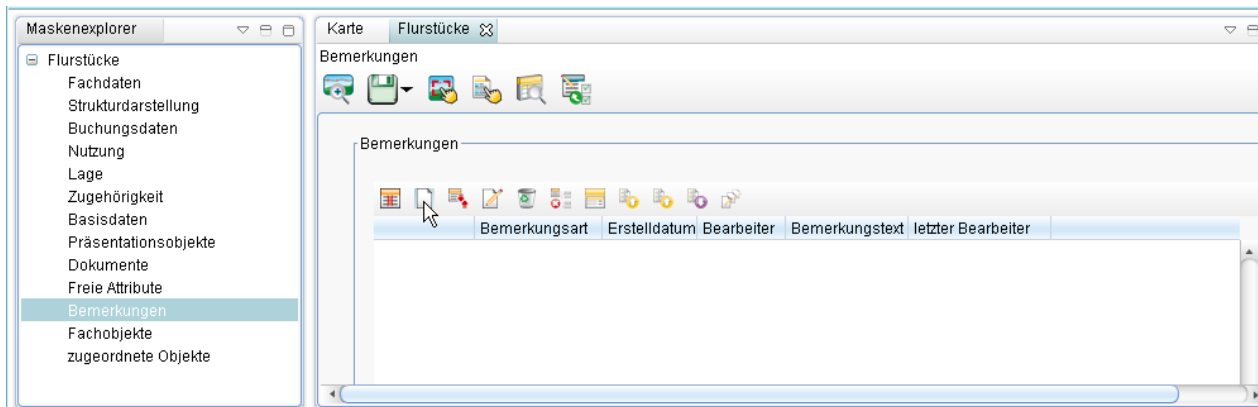 Maskenexplorer
Flurstücke
Fachdaten
Strukturdarstellung
Buchungsdaten
Nutzung
Lage
Zugehörigkeit
Basisdaten
Präsentationsobjekte
Dokumente
Freie Attribute
Bemerkungen
Fachobjekte
zugeordnete Objekte
Karte Flurstücke
Bemerkungen
Bemerkungen
Bemerkungsart Erstelldatum Bearbeiter Bemerkungstext letzter Bearbeiter